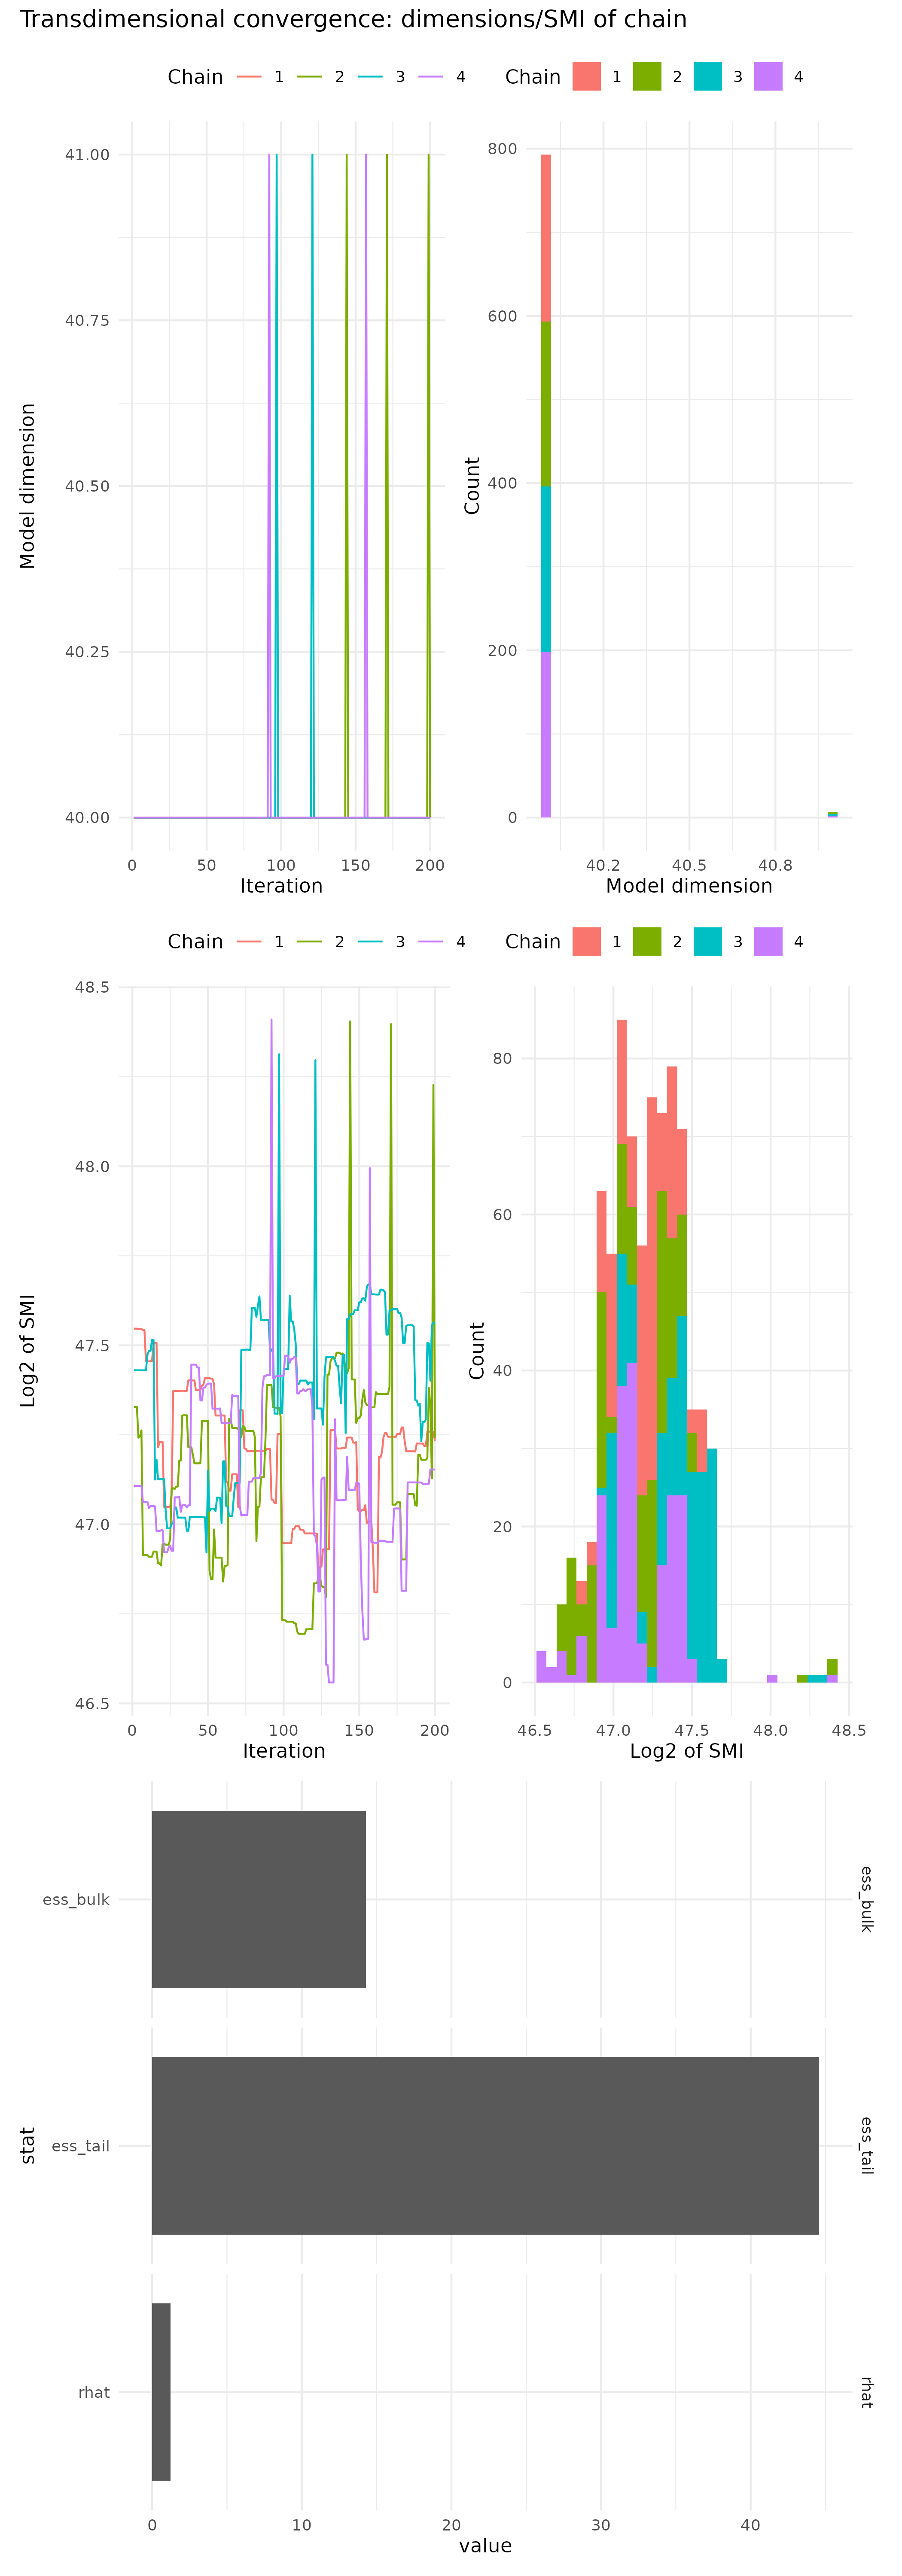 Transdimensional convergence: dimensions/SMI of chain
Chain 1 2 3 4
Chain 1 2 3 4
41.00
40.75
40.50
40.25
40.00
Model dimension
0 50 100 150 200
Iteration
800
600
400
200
0
Count
40.2 40.5 40.8
Model dimension
Chain 1 2 3 4
Chain 1 2 3 4
48.5
48.0
47.5
47.0
46.5
Log2 of SMI
0 50 100 150 200
Iteration
80
60
40
20
0
Count
46.5 47.0 47.5 48.0 48.5
Log2 of SMI
ess_bulk
ess_bulk
stat
ess_tail
ess_tail
rhat
rhat
0 10 20 30 40
value